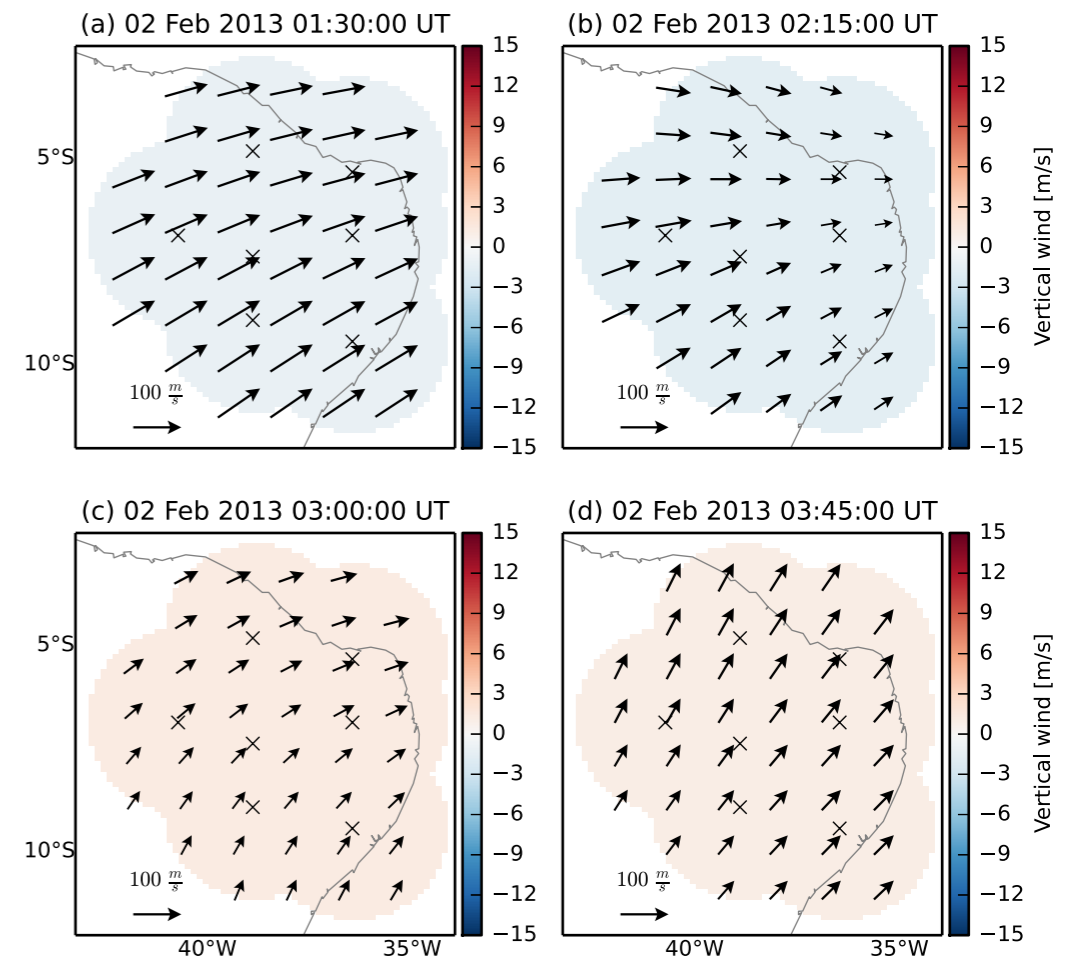 (a) 02 Feb 2013 01:30:00 UT
5°S
10°S
100 m/s
15
12
9
6
3
0
−3
−6
−9
−12
−15
(b) 02 Feb 2013 02:15:00 UT
100 m/s
15
12
9
6
3
0
−3
−6
−9
−12
−15
Vertical wind [m/s]
(c) 02 Feb 2013 03:00:00 UT
5°S
10°S
100 m/s
40°W
35°W
15
12
9
6
3
0
−3
−6
−9
−12
−15
(d) 02 Feb 2013 03:45:00 UT
100 m/s
40°W
35°W
15
12
9
6
3
0
−3
−6
−9
−12
−15
Vertical wind [m/s]